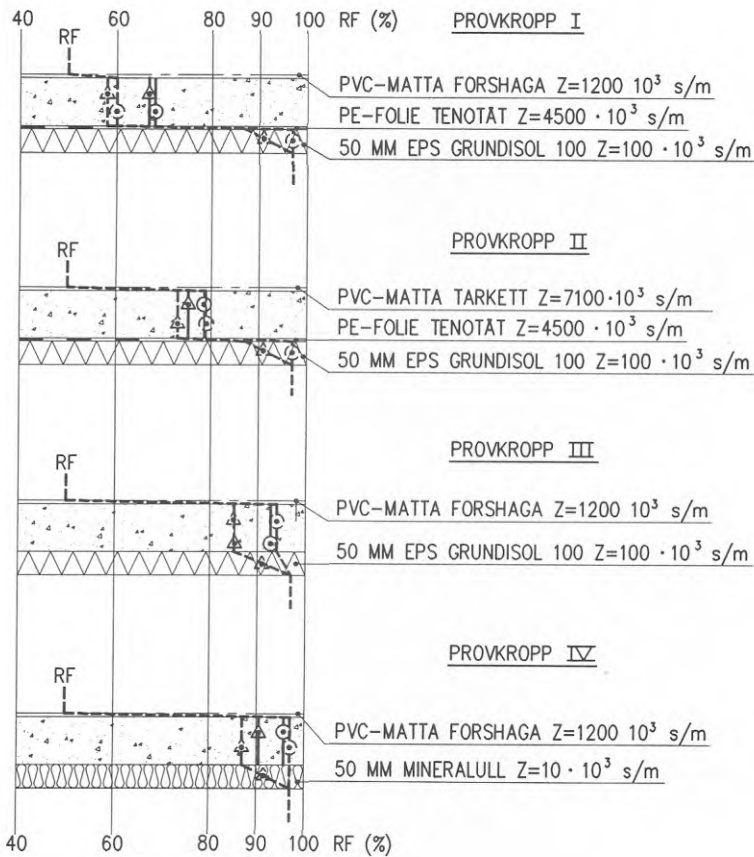 40 60 80 90 100 RF (%) PROVKROPP I
RF
PVC-MATTA FORSHAGA Z=1200 10³ s/m
PE-FOLIE TENOTÄT Z=4500 · 10³ s/m
50 MM EPS GRUNDISOL 100 Z=100 · 10³ s/m
PROVKROPP II
RF
PVC-MATTA TARKETT Z=7100·10³ s/m
PE-FOLIE TENOTÄT Z=4500 · 10³ s/m
50 MM EPS GRUNDISOL 100 Z=100 · 10³ s/m
PROVKROPP III
RF
PVC-MATTA FORSHAGA Z=1200 10³ s/m
50 MM EPS GRUNDISOL 100 Z=100 · 10³ s/m
PROVKROPP IV
RF
PVC-MATTA FORSHAGA Z=1200 10³ s/m
50 MM MINERALULL Z=10 · 10³ s/m
40 60 80 90 100 RF (%)